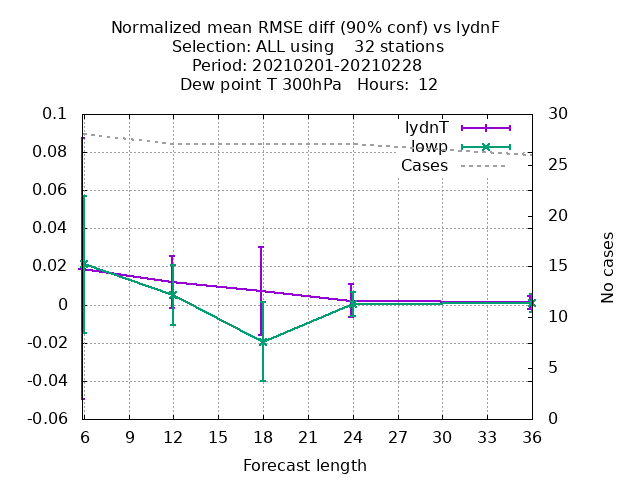 Normalized mean RMSE diff (90% conf) vs lydnF
Selection: ALL using    32 stations
Period: 20210201-20210228
Dew point T 300hPa   Hours:  12
0.1
0.08
0.06
0.04
0.02
0
-0.02
-0.04
-0.06
30
25
20
15
10
5
0
lydnT
lowp
Cases
No cases
6 9 12 15 18 21 24 27 30 33 36
Forecast length